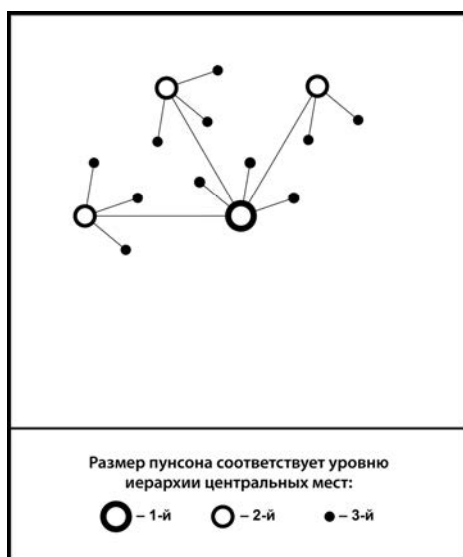 Размер пунсона соответствует уровню
иерархии центральных мест:
– 1-й – 2-й – 3-й